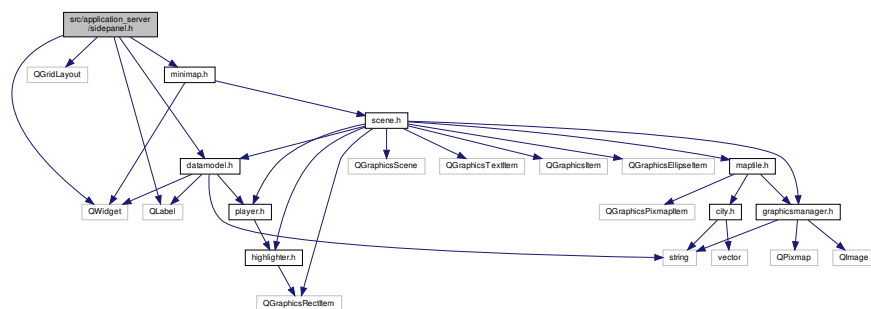 src/application_server
/sidepanel.h
QGridLayout
minimap.h
scene.h
datamodel.h
QGraphicsScene
QGraphicsTextItem
QGraphicsItem
QGraphicsEllipseItem
maptile.h
QWidget
QLabel
player.h
QGraphicsPixmapItem
city.h
graphicsmanager.h
highlighter.h
string
vector
QPixmap
QImage
QGraphicsRectItem